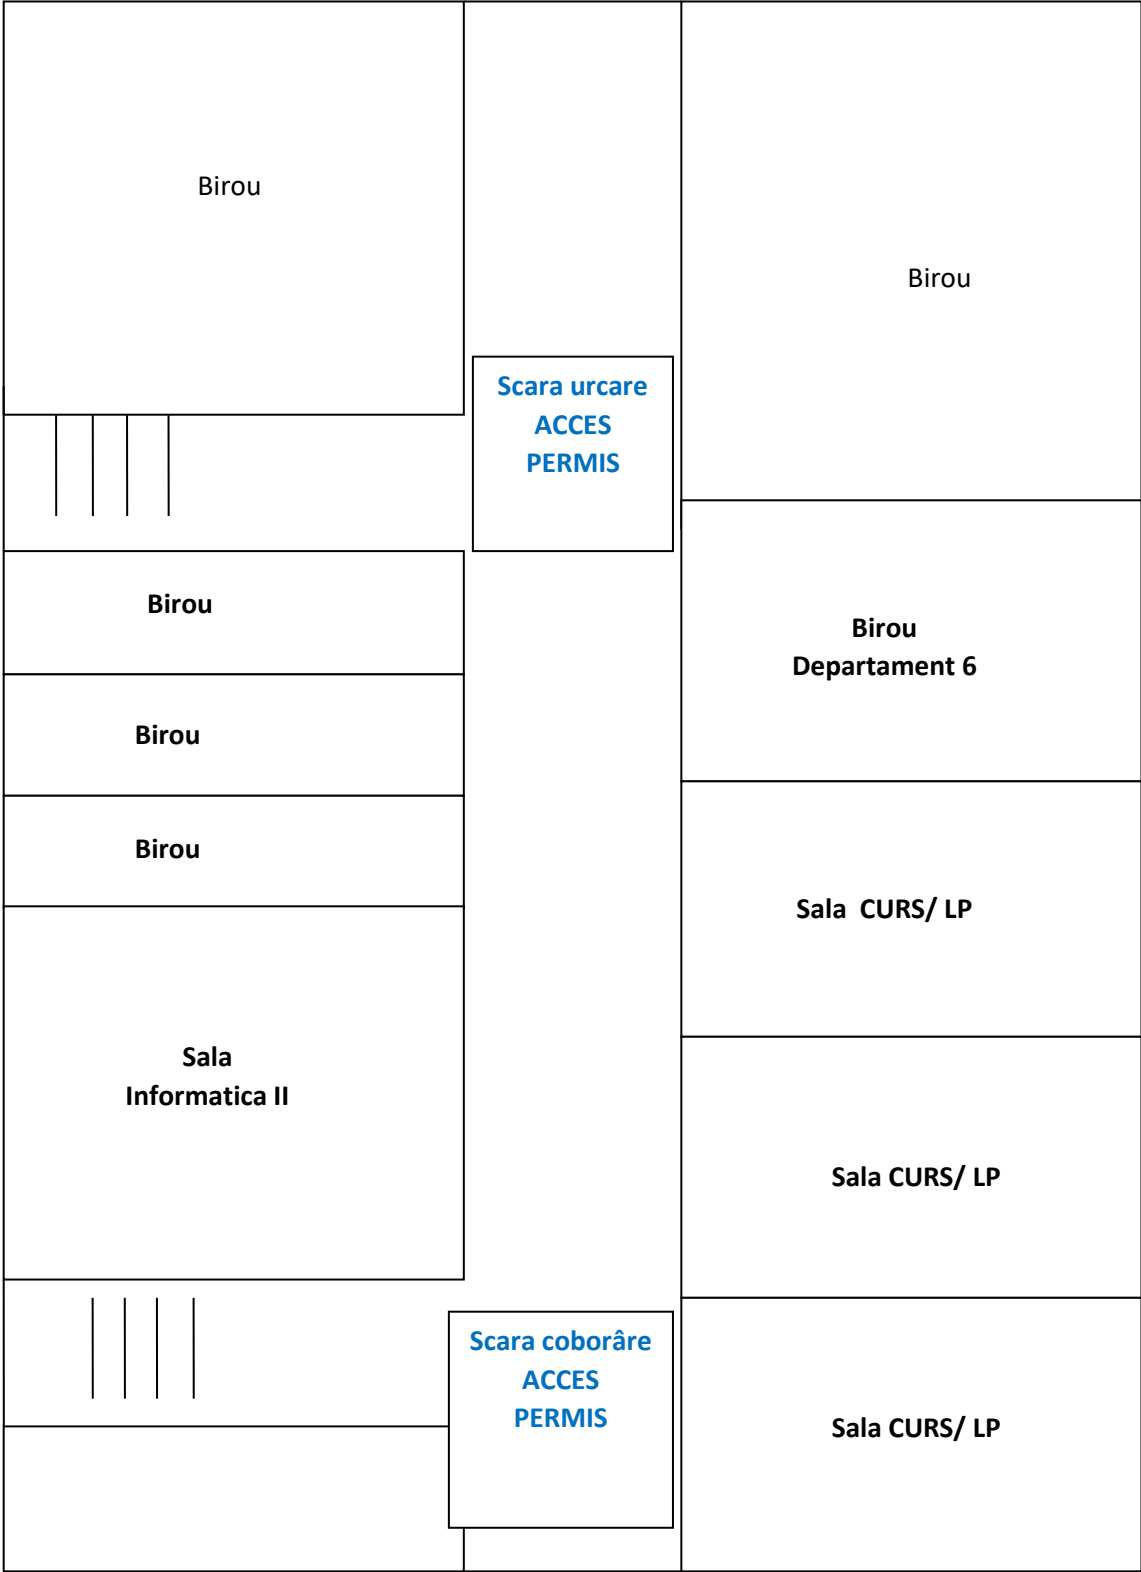 Birou
Birou
Scara urcare
ACCES
PERMIS
Birou
Birou
Departament 6
Birou
Birou
Sala  CURS/ LP
Sala
Informatica II
Sala CURS/ LP
Scara coborâre
ACCES
PERMIS
Sala CURS/ LP